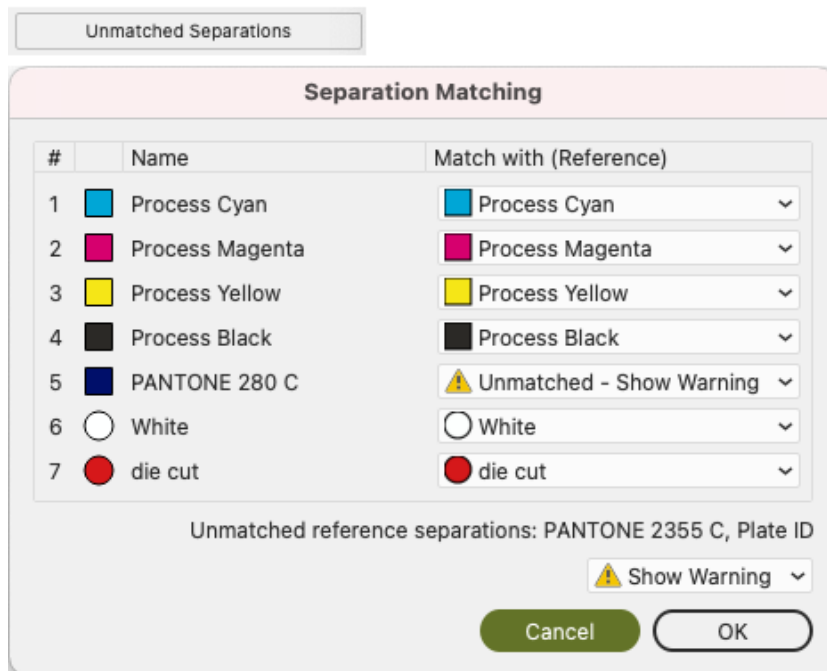 Unmatched Separations
Separation Matching
# Name Match with (Reference)
1 Process Cyan Process Cyan
2 Process Magenta Process Magenta
3 Process Yellow Process Yellow
4 Process Black Process Black
5 PANTONE 280 C Unmatched - Show Warning
6 White White
7 die cut die cut
Unmatched reference separations: PANTONE 2355 C, Plate ID
Show Warning
Cancel OK